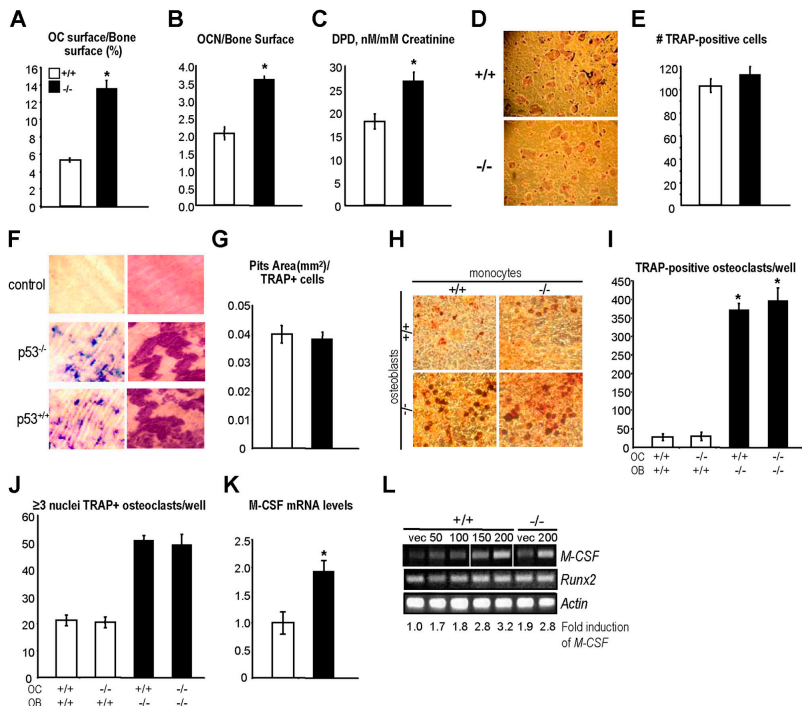 A
OC surface/Bone
surface (%)
16
14
12
10
8
6
4
2
0
+/+
-/-
*
B
OCN/Bone Surface
4.0
3.5
3.0
2.5
2.0
1.5
1.0
0.5
0.0
*
C
DPD, nM/mM Creatinine
30
25
20
15
10
5
0
*
D
+/+
-/-
E
# TRAP-positive cells
120
100
80
60
40
20
0
F
control
p53-/-
p53+/+
G
Pits Area(mm²)/
TRAP+ cells
0.05
0.04
0.03
0.02
0.01
0
H
monocytes
+/+ -/-
osteoblasts
+/+
-/-
I
TRAP-positive osteoclasts/well
450
400
350
300
250
200
150
100
50
0
* *
OC +/+ -/- +/+ -/-
OB +/+ +/+ -/- -/-
J
≥3 nuclei TRAP+ osteoclasts/well
60
50
40
30
20
10
0
OC +/+ -/- +/+ -/-
OB +/+ +/+ -/- -/-
K
M-CSF mRNA levels
2.5
2.0
1.5
1.0
0.5
0
*
L
+/+ -/-
vec 50 100 150 200 vec 200
M-CSF
Runx2
Actin
1.0 1.7 1.8 2.8 3.2 1.9 2.8 Fold induction
of M-CSF